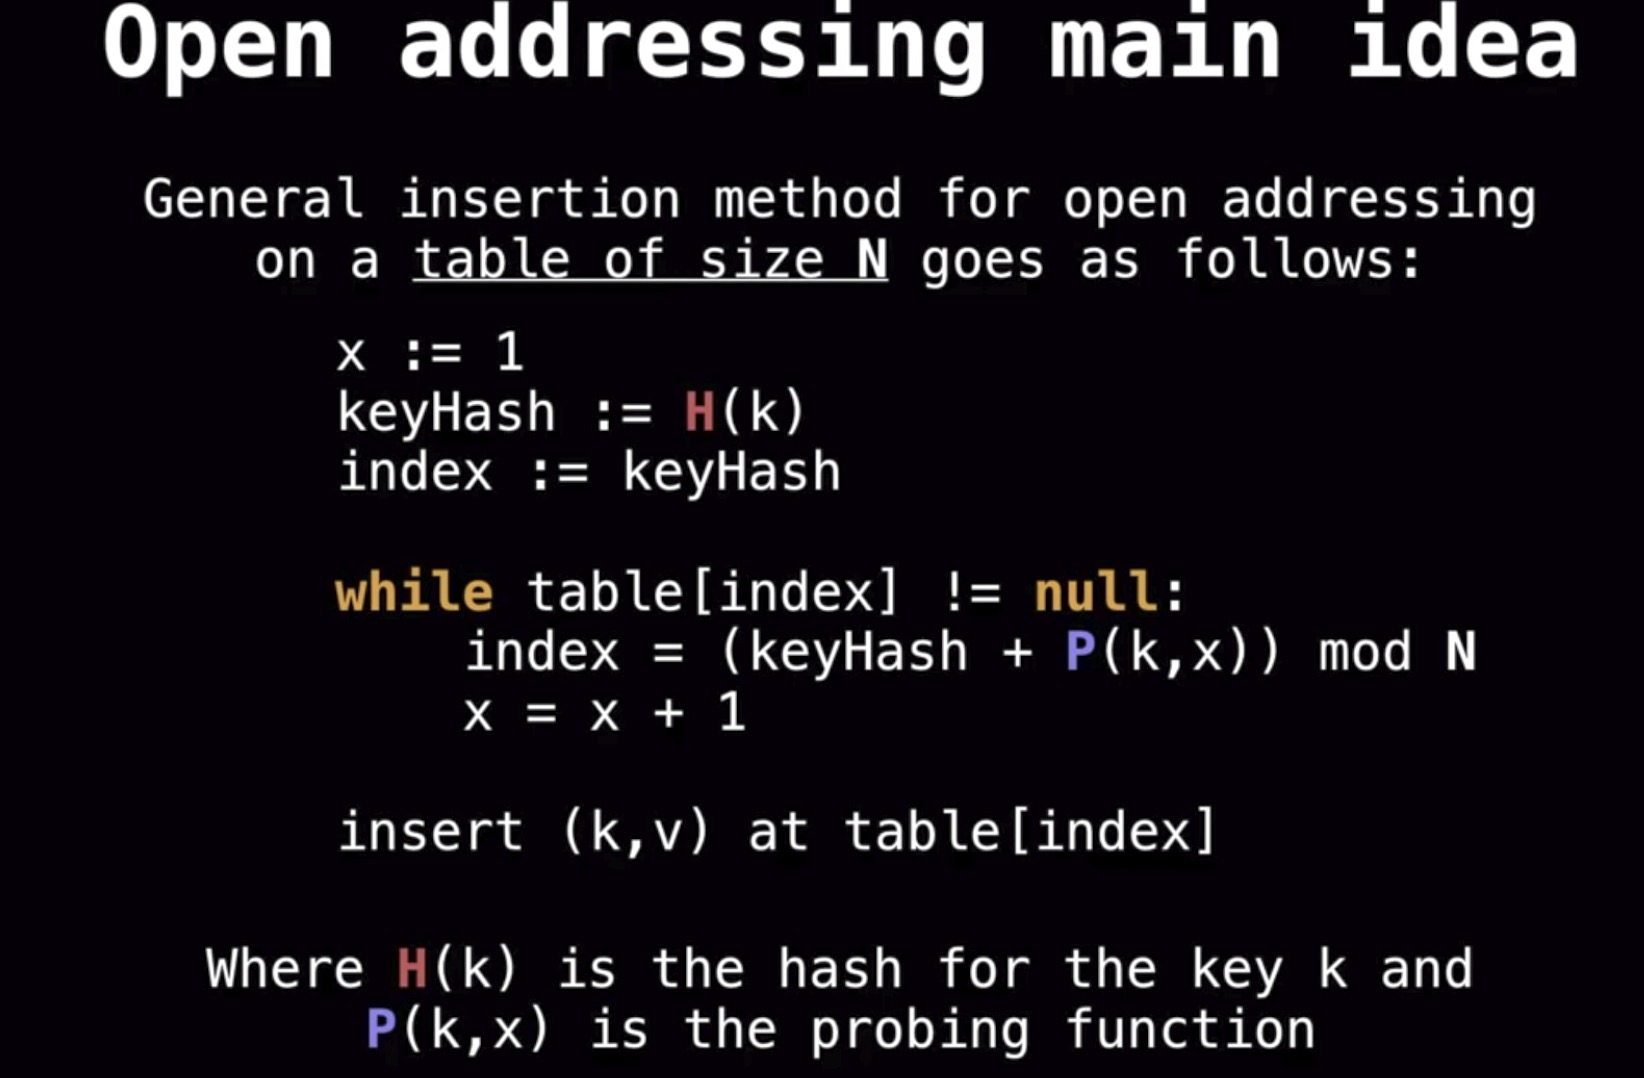 Open addressing main idea
General insertion method for open addressing
on a table of size N goes as follows:
x := 1
keyHash := H(k)
index := keyHash
while table[index] != null:
index = (keyHash + P(k,x)) mod N
x = x + 1
insert (k,v) at table[index]
Where H(k) is the hash for the key k and
P(k,x) is the probing function